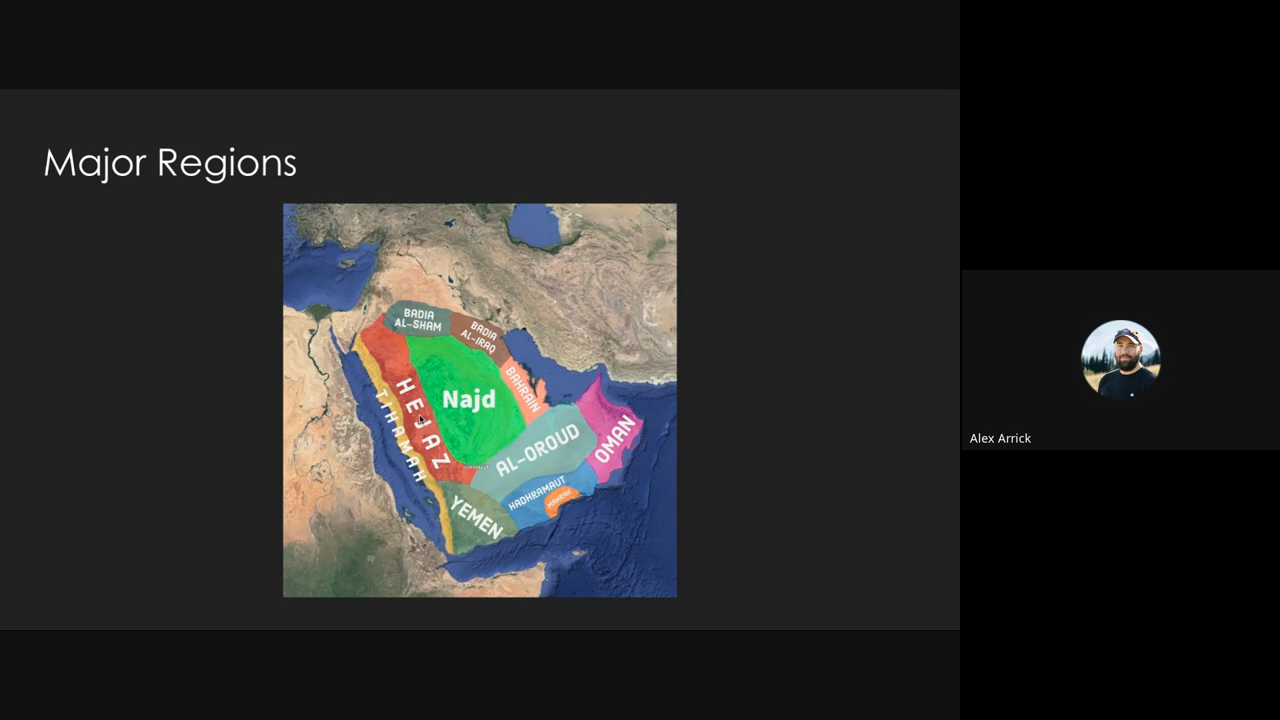 Major Regions
BADIA
AL-SHAM
BADIA
AL-IRAQ
HEJAZ
TIHAMAH
Najd
BAHRAIN
AL-OROUD
OMAN
HADHRAMAUT
MAHRAH
YEMEN
Alex Arrick